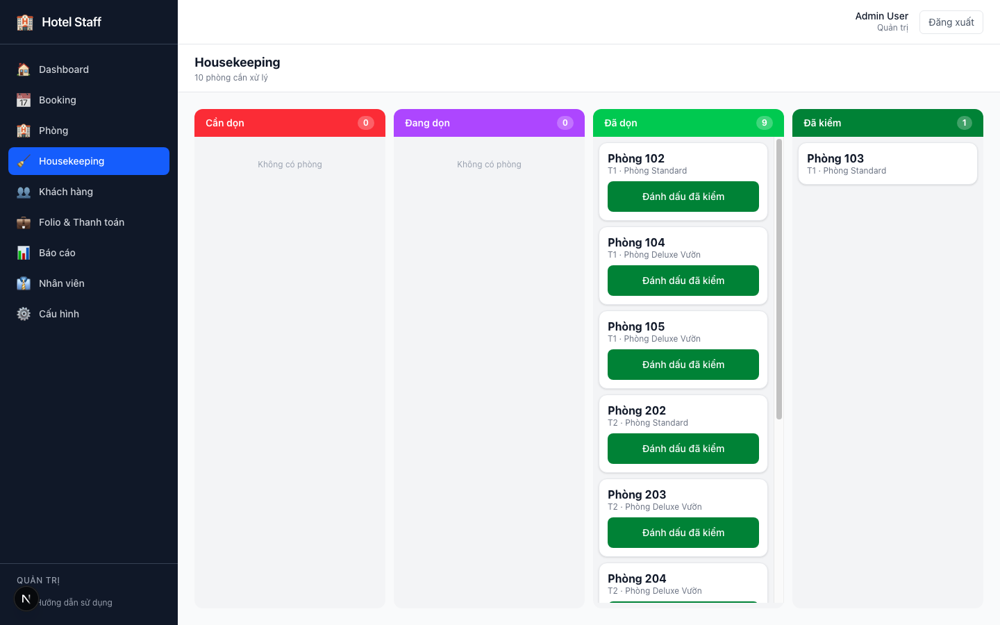 Hotel Staff
Dashboard
Booking
Phòng
Housekeeping
Khách hàng
Folio & Thanh toán
Báo cáo
Nhân viên
Cấu hình
QUẢN TRỊ
Hướng dẫn sử dụng
Admin User
Quản trị
Đăng xuất
Housekeeping
10 phòng cần xử lý
Cần dọn 0
Không có phòng
Đang dọn 0
Không có phòng
Đã dọn 9
Phòng 102
T1 · Phòng Standard
Đánh dấu đã kiểm
Phòng 104
T1 · Phòng Deluxe Vườn
Đánh dấu đã kiểm
Phòng 105
T1 · Phòng Deluxe Vườn
Đánh dấu đã kiểm
Phòng 202
T2 · Phòng Standard
Đánh dấu đã kiểm
Phòng 203
T2 · Phòng Deluxe Vườn
Đánh dấu đã kiểm
Phòng 204
T2 · Phòng Deluxe Vườn
Đã kiểm 1
Phòng 103
T1 · Phòng Standard